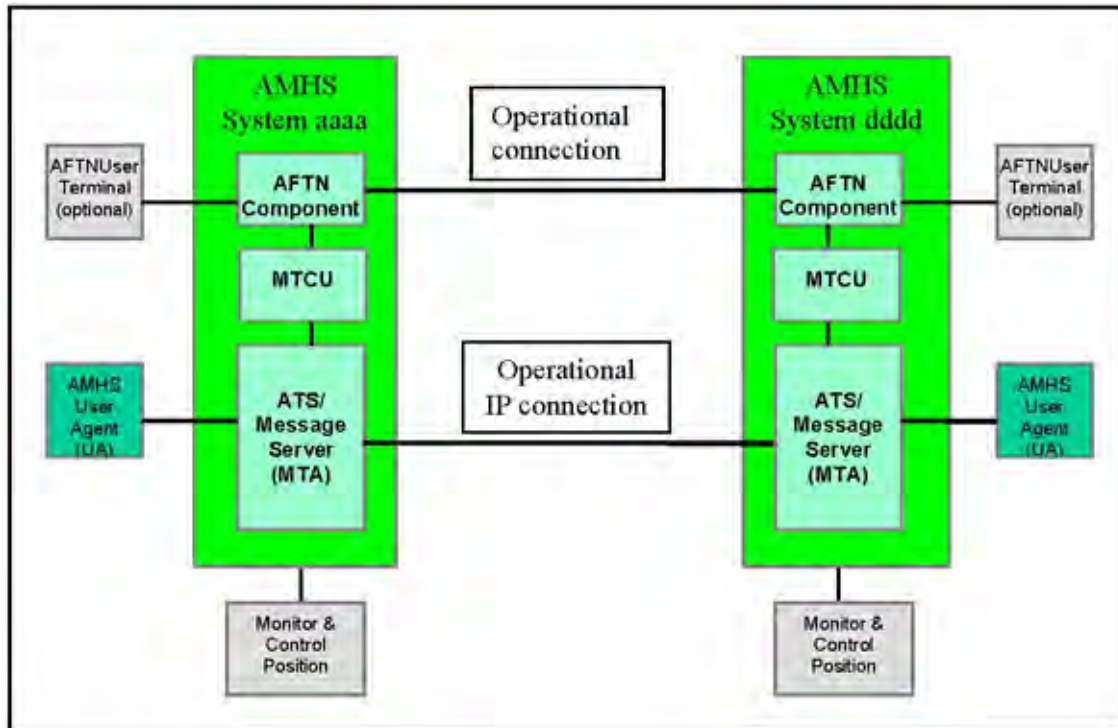 AMHS
System aaaa
AFTN
Component
MTCU
ATS/
Message
Server
(MTA)
AFTNUser
Terminal
(optional)
AMHS
User
Agent
(UA)
Monitor &
Control
Position
Operational
connection
Operational
IP connection
AMHS
System dddd
AFTN
Component
MTCU
ATS/
Message
Server
(MTA)
AFTNUser
Terminal
(optional)
AMHS
User
Agent
(UA)
Monitor &
Control
Position